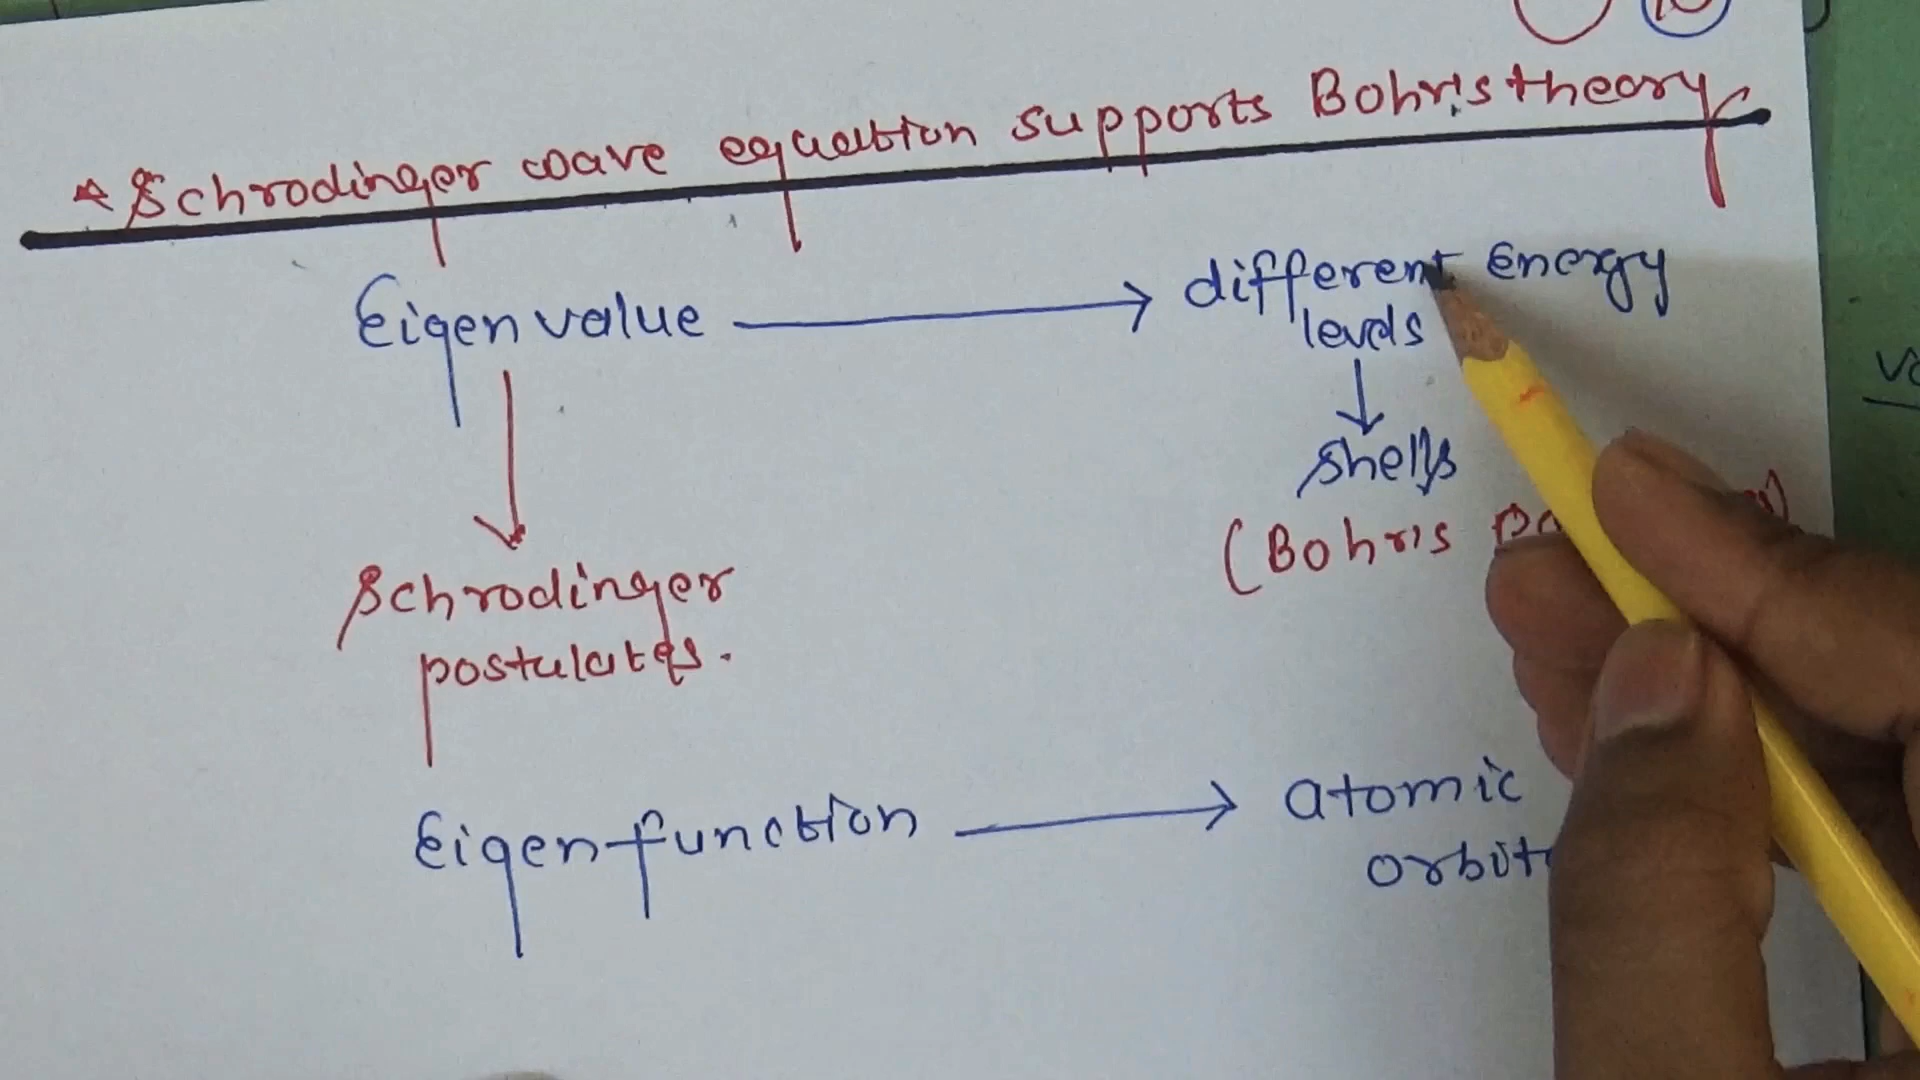 * Schrodinger wave equation supports Bohr's theory
Eigen value → different Energy
levels
↓
↓
shells
(Bohr's
Schrodinger
postulates.
Eigen function → atomic